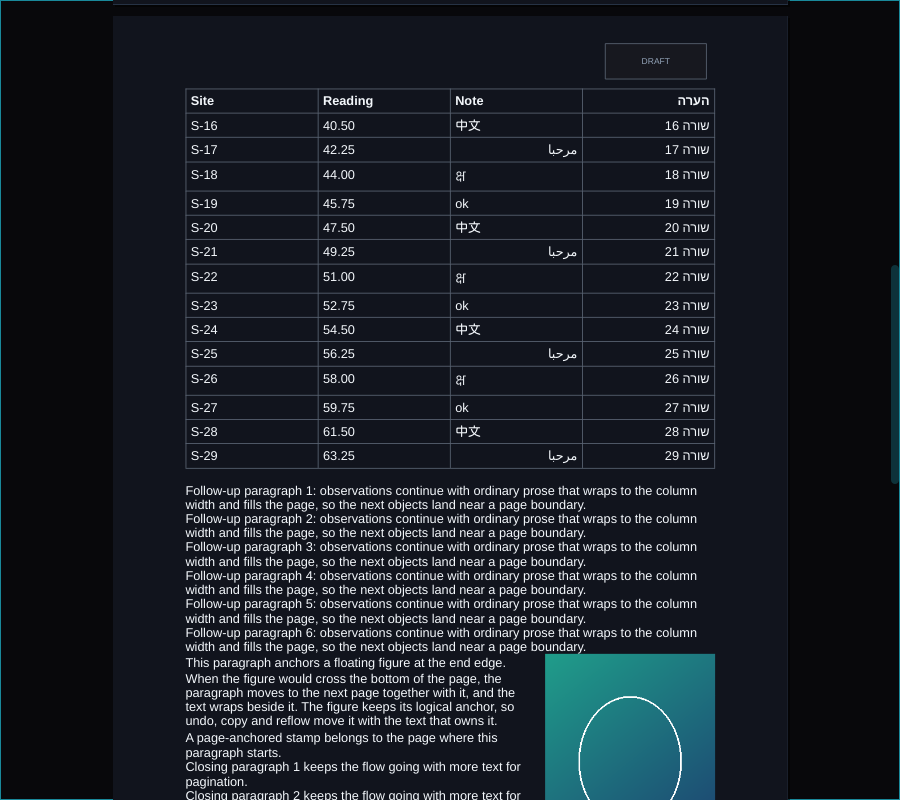 DRAFT
Site Reading Note הערה
S-16 40.50 中文 שורה 16
S-17 42.25 مرحبا שורה 17
S-18 44.00 क्ष שורה 18
S-19 45.75 ok שורה 19
S-20 47.50 中文 שורה 20
S-21 49.25 مرحبا שורה 21
S-22 51.00 क्ष שורה 22
S-23 52.75 ok שורה 23
S-24 54.50 中文 שורה 24
S-25 56.25 مرحبا שורה 25
S-26 58.00 क्ष שורה 26
S-27 59.75 ok שורה 27
S-28 61.50 中文 שורה 28
S-29 63.25 مرحبا שורה 29
Follow-up paragraph 1: observations continue with ordinary prose that wraps to the column
width and fills the page, so the next objects land near a page boundary.
Follow-up paragraph 2: observations continue with ordinary prose that wraps to the column
width and fills the page, so the next objects land near a page boundary.
Follow-up paragraph 3: observations continue with ordinary prose that wraps to the column
width and fills the page, so the next objects land near a page boundary.
Follow-up paragraph 4: observations continue with ordinary prose that wraps to the column
width and fills the page, so the next objects land near a page boundary.
Follow-up paragraph 5: observations continue with ordinary prose that wraps to the column
width and fills the page, so the next objects land near a page boundary.
Follow-up paragraph 6: observations continue with ordinary prose that wraps to the column
width and fills the page, so the next objects land near a page boundary.
This paragraph anchors a floating figure at the end edge.
When the figure would cross the bottom of the page, the
paragraph moves to the next page together with it, and the
text wraps beside it. The figure keeps its logical anchor, so
undo, copy and reflow move it with the text that owns it.
A page-anchored stamp belongs to the page where this
paragraph starts.
Closing paragraph 1 keeps the flow going with more text for
pagination.
Closing paragraph 2 keeps the flow going with more text for